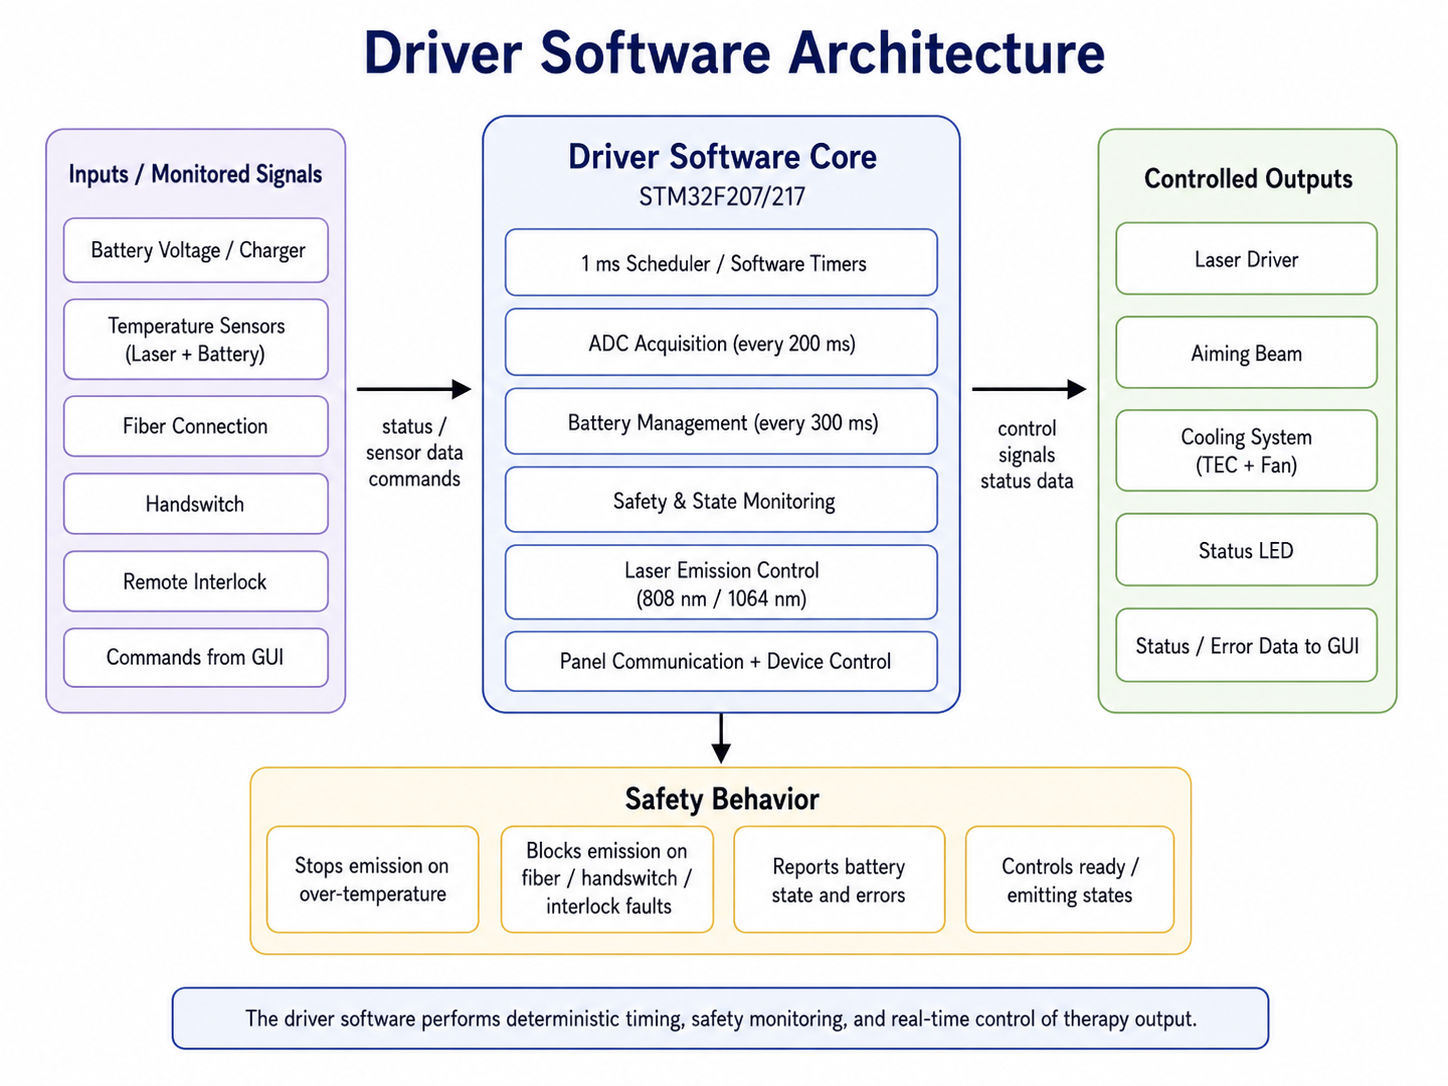 Driver Software Architecture
Inputs / Monitored Signals
Battery Voltage / Charger
Temperature Sensors
(Laser + Battery)
Fiber Connection
Handswitch
Remote Interlock
Commands from GUI
status /
sensor data
commands
Driver Software Core
STM32F207/217
1 ms Scheduler / Software Timers
ADC Acquisition (every 200 ms)
Battery Management (every 300 ms)
Safety & State Monitoring
Laser Emission Control
(808 nm / 1064 nm)
Panel Communication + Device Control
control
signals
status data
Controlled Outputs
Laser Driver
Aiming Beam
Cooling System
(TEC + Fan)
Status LED
Status / Error Data to GUI
Safety Behavior
Stops emission on
over-temperature
Blocks emission on
fiber / handswitch /
interlock faults
Reports battery
state and errors
Controls ready /
emitting states
The driver software performs deterministic timing, safety monitoring, and real-time control of therapy output.